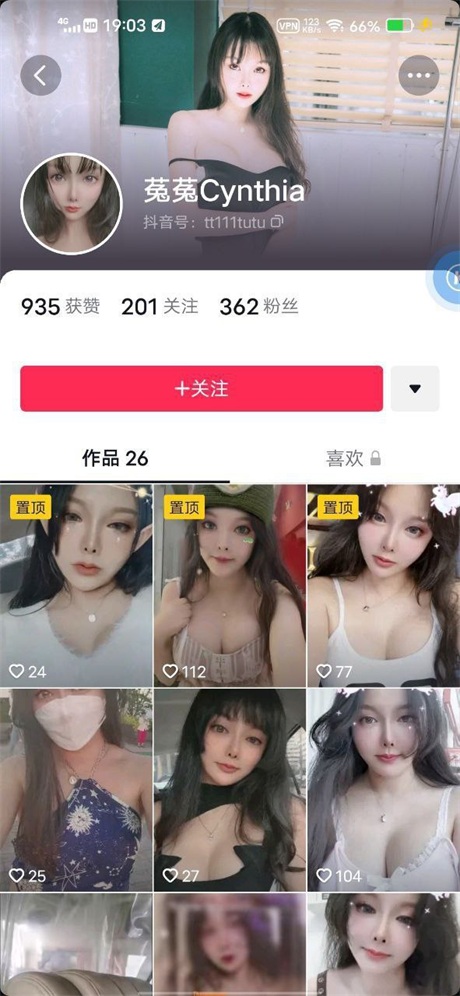 4G HD 19:03 VPN 123 KB/s 66%
菟菟Cynthia
抖音号：tt111tutu
935 获赞 201 关注 362 粉丝
+关注
作品 26 喜欢
置顶 置顶 置顶
24 112 77
25 27 104